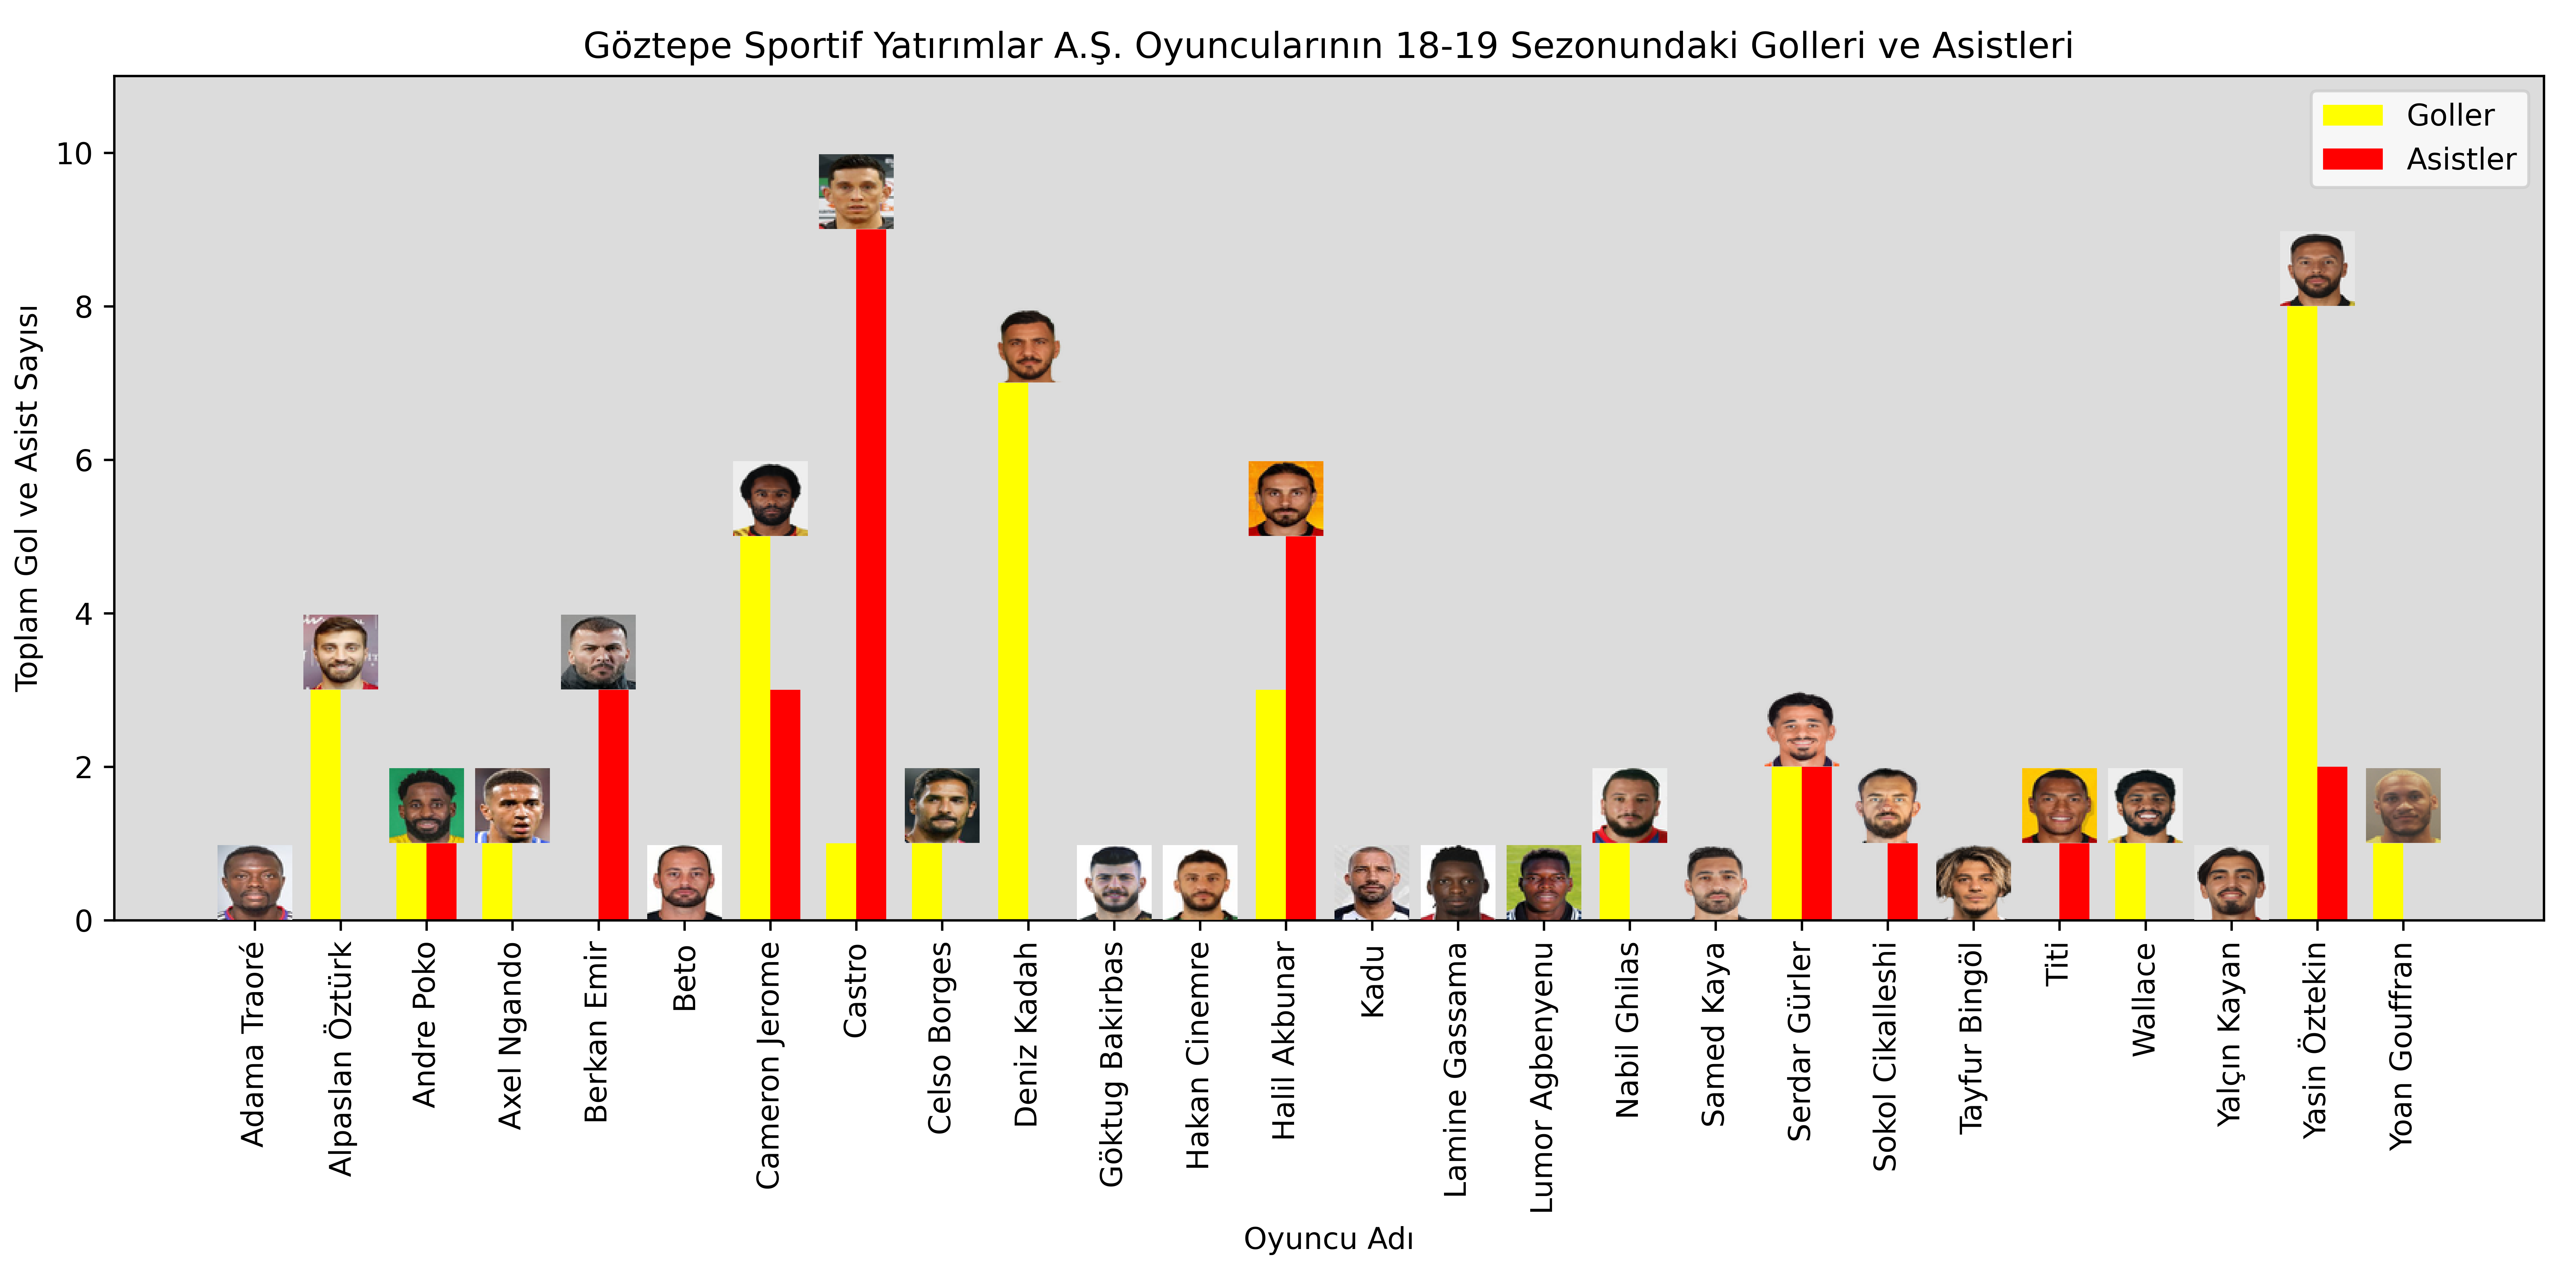 Göztepe Sportif Yatırımlar A.Ş. Oyuncularının 18-19 Sezonundaki Golleri ve Asistleri
Goller
Asistler
Toplam Gol ve Asist Sayısı
10
8
6
4
2
0
Adama Traoré
Alpaslan Öztürk
Andre Poko
Axel Ngando
Berkan Emir
Beto
Cameron Jerome
Castro
Celso Borges
Deniz Kadah
Göktug Bakirbas
Hakan Cinemre
Halil Akbunar
Kadu
Lamine Gassama
Lumor Agbenyenu
Nabil Ghilas
Samed Kaya
Serdar Gürler
Sokol Cikalleshi
Tayfur Bingöl
Titi
Wallace
Yalçın Kayan
Yasin Öztekin
Yoan Gouffran
Oyuncu Adı